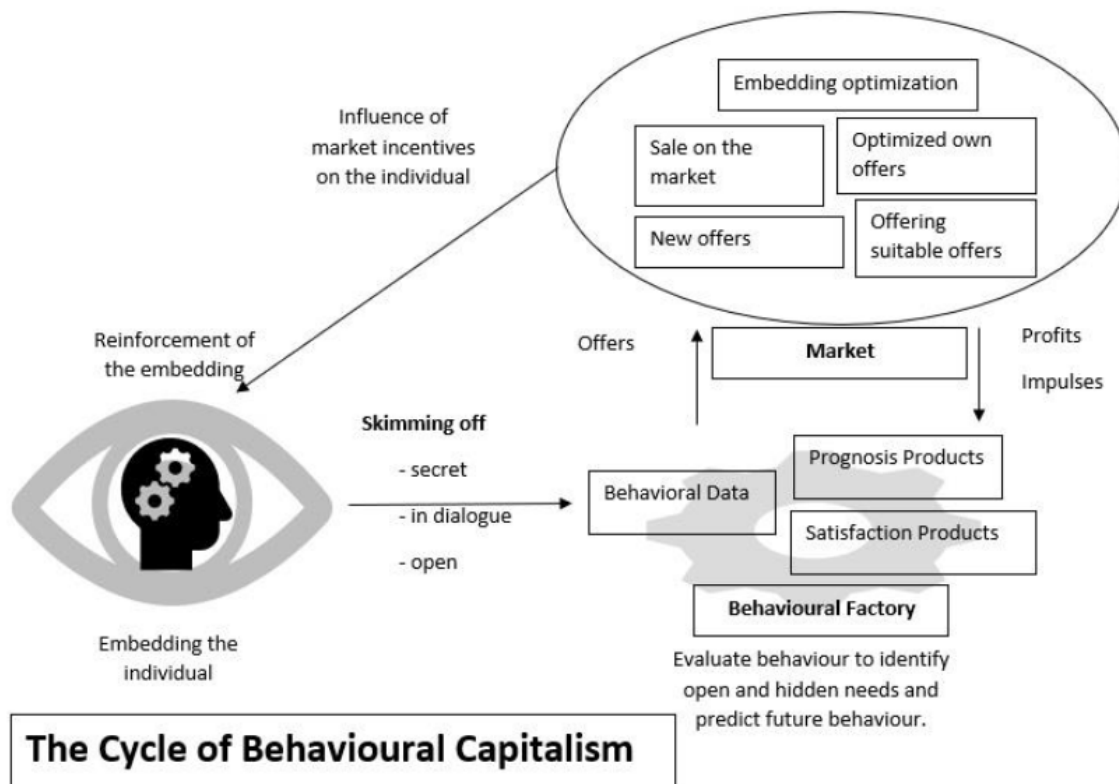 Embedding optimization
Influence of
market incentives
on the individual
Sale on the
market
Optimized own
offers
New offers
Offering
suitable offers
Reinforcement of
the embedding
Offers
Market
Profits
Impulses
Skimming off
- secret
- in dialogue
- open
Behavioral Data
Prognosis Products
Satisfaction Products
Behavioural Factory
Embedding the
individual
Evaluate behaviour to identify
open and hidden needs and
predict future behaviour.
The Cycle of Behavioural Capitalism